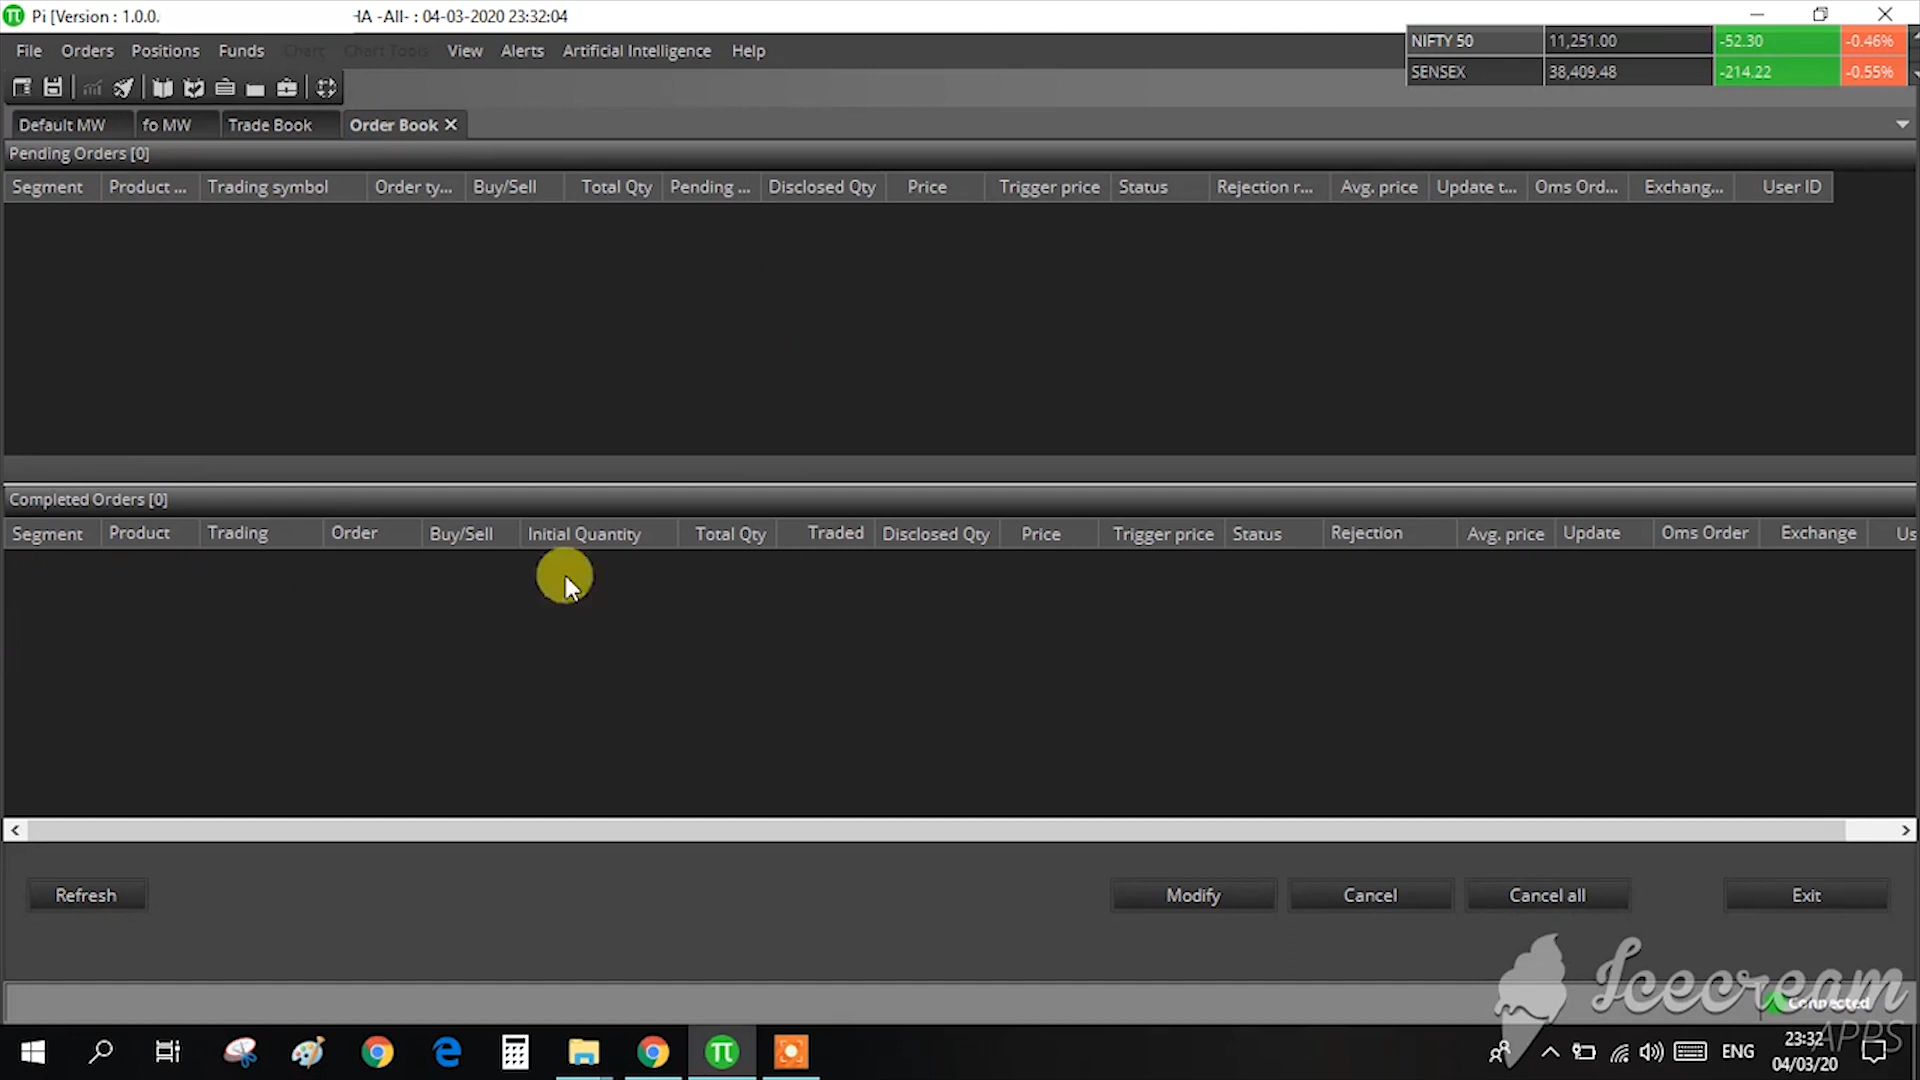 Pi [Version : 1.0.0. HA -All- : 04-03-2020 23:32:04
File Orders Positions Funds Chart Chart Tools View Alerts Artificial Intelligence Help
NIFTY 50 11,251.00 -52.30 -0.46%
SENSEX 38,409.48 -214.22 -0.55%
Default MW fo MW Trade Book Order Book
Pending Orders [0]
Segment Product ... Trading symbol Order ty... Buy/Sell Total Qty Pending ... Disclosed Qty Price Trigger price Status Rejection r... Avg. price Update t... Oms Ord... Exchang... User ID
Completed Orders [0]
Segment Product Trading Order Buy/Sell Initial Quantity Total Qty Traded Disclosed Qty Price Trigger price Status Rejection Avg. price Update Oms Order Exchange Us
Refresh Modify Cancel Cancel all Exit
Icecream
APPS
Connected
ENG
23:32
04/03/20